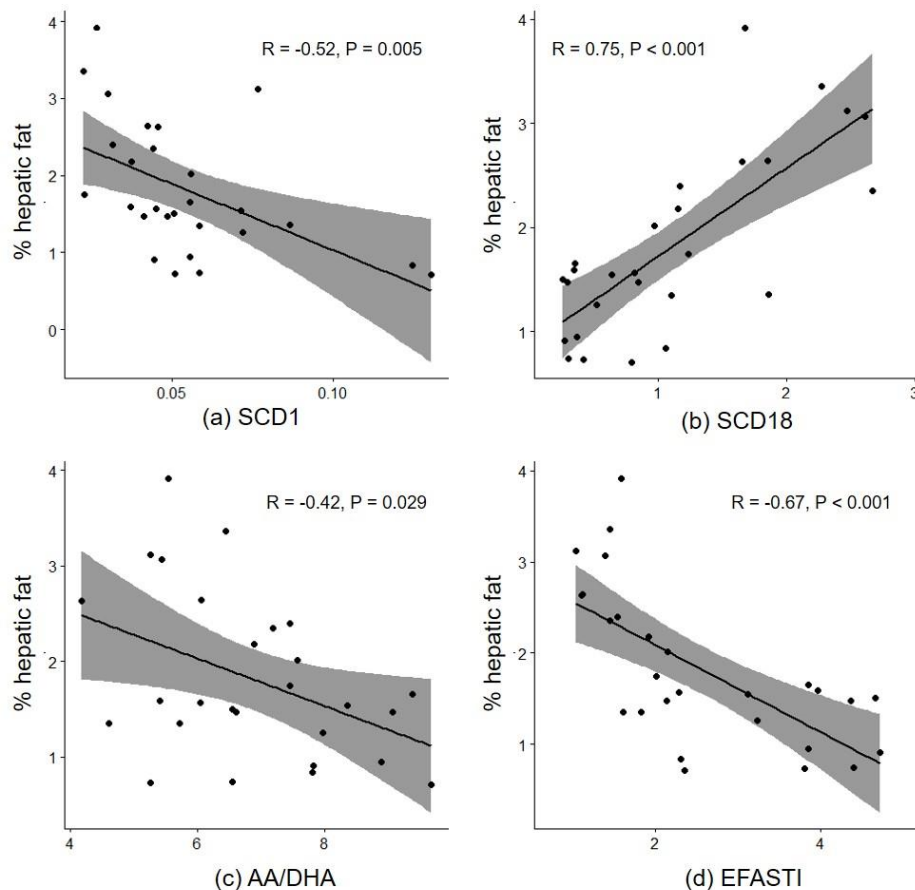 R = -0.52, P = 0.005
% hepatic fat
4
3
2
1
0
0.05 0.10
(a) SCD1
R = 0.75, P < 0.001
% hepatic fat
4
3
2
1
1 2 3
(b) SCD18
R = -0.42, P = 0.029
% hepatic fat
4
3
2
1
4 6 8
(c) AA/DHA
R = -0.67, P < 0.001
% hepatic fat
4
3
2
1
2 4
(d) EFASTI